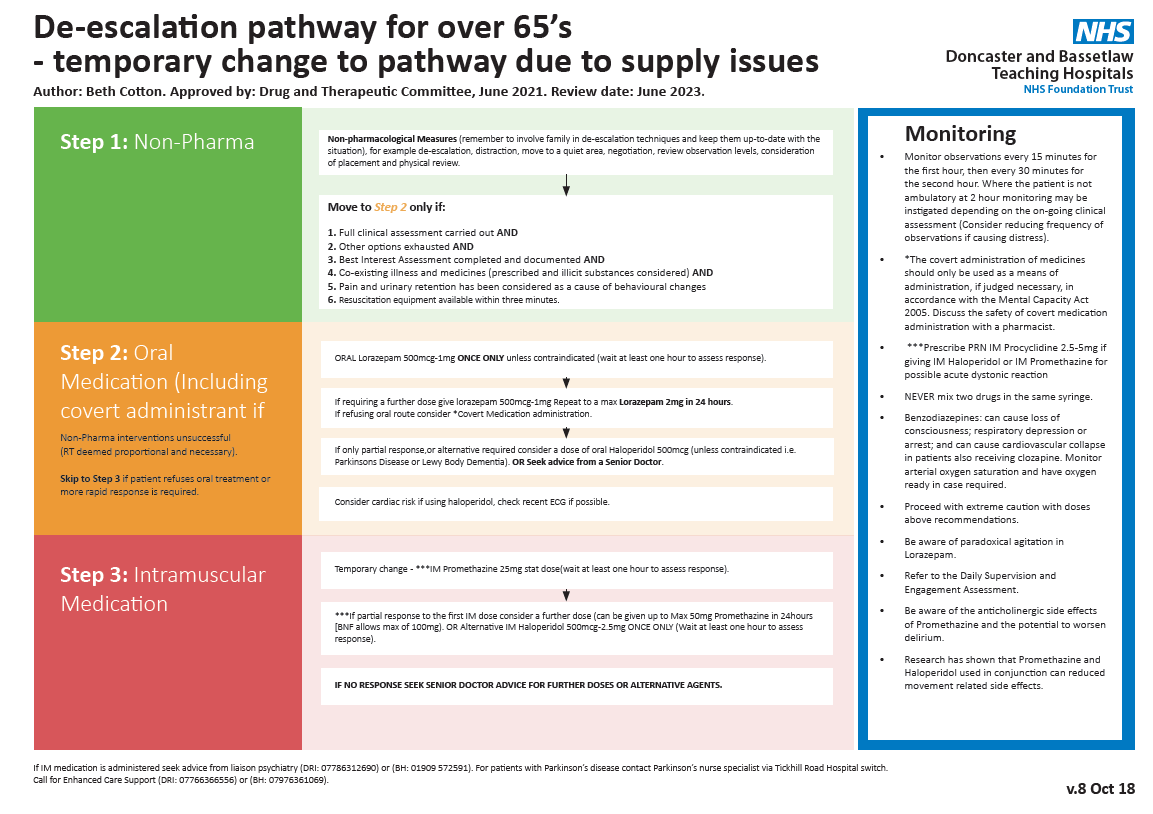 De-escalation pathway for over 65's
- temporary change to pathway due to supply issues
Author: Beth Cotton. Approved by: Drug and Therapeutic Committee, June 2021. Review date: June 2023.
NHS
Doncaster and Bassetlaw
Teaching Hospitals
NHS Foundation Trust
Step 1: Non-Pharma
Non-pharmacological Measures (remember to involve family in de-escalation techniques and keep them up-to-date with the
situation), for example de-escalation, distraction, move to a quiet area, negotiation, review observation levels, consideration
of placement and physical review.
Move to Step 2 only if:
1. Full clinical assessment carried out AND
2. Other options exhausted AND
3. Best Interest Assessment completed and documented AND
4. Co-existing illness and medicines (prescribed and illicit substances considered) AND
5. Pain and urinary retention has been considered as a cause of behavioural changes
6. Resuscitation equipment available within three minutes.
Step 2: Oral
Medication (Including
covert administrant if
Non-Pharma interventions unsuccessful
(RT deemed proportional and necessary).
Skip to Step 3 if patient refuses oral treatment or
more rapid response is required.
ORAL Lorazepam 500mcg-1mg ONCE ONLY unless contraindicated (wait at least one hour to assess response).
If requiring a further dose give lorazepam 500mcg-1mg Repeat to a max Lorazepam 2mg in 24 hours.
If refusing oral route consider *Covert Medication administration.
If only partial response,or alternative required consider a dose of oral Haloperidol 500mcg (unless contraindicated i.e.
Parkinsons Disease or Lewy Body Dementia). OR Seek advice from a Senior Doctor.
Consider cardiac risk if using haloperidol, check recent ECG if possible.
Step 3: Intramuscular
Medication
Temporary change - ***IM Promethazine 25mg stat dose(wait at least one hour to assess response).
***If partial response to the first IM dose consider a further dose (can be given up to Max 50mg Promethazine in 24hours
[BNF allows max of 100mg). OR Alternative IM Haloperidol 500mcg-2.5mg ONCE ONLY (Wait at least one hour to assess
response).
IF NO RESPONSE SEEK SENIOR DOCTOR ADVICE FOR FURTHER DOSES OR ALTERNATIVE AGENTS.
Monitoring
• Monitor observations every 15 minutes for
the first hour, then every 30 minutes for
the second hour. Where the patient is not
ambulatory at 2 hour monitoring may be
instigated depending on the on-going clinical
assessment (Consider reducing frequency of
observations if causing distress).
• *The covert administration of medicines
should only be used as a means of
administration, if judged necessary, in
accordance with the Mental Capacity Act
2005. Discuss the safety of covert medication
administration with a pharmacist.
• ***Prescribe PRN IM Procyclidine 2.5-5mg if
giving IM Haloperidol or IM Promethazine for
possible acute dystonic reaction
• NEVER mix two drugs in the same syringe.
• Benzodiazepines: can cause loss of
consciousness; respiratory depression or
arrest; and can cause cardiovascular collapse
in patients also receiving clozapine. Monitor
arterial oxygen saturation and have oxygen
ready in case required.
• Proceed with extreme caution with doses
above recommendations.
• Be aware of paradoxical agitation in
Lorazepam.
• Refer to the Daily Supervision and
Engagement Assessment.
• Be aware of the anticholinergic side effects
of Promethazine and the potential to worsen
delirium.
• Research has shown that Promethazine and
Haloperidol used in conjunction can reduced
movement related side effects.
If IM medication is administered seek advice from liaison psychiatry (DRI: 07786312690) or (BH: 01909 572591). For patients with Parkinson's disease contact Parkinson's nurse specialist via Tickhill Road Hospital switch.
Call for Enhanced Care Support (DRI: 07766366556) or (BH: 07976361069).
v.8 Oct 18